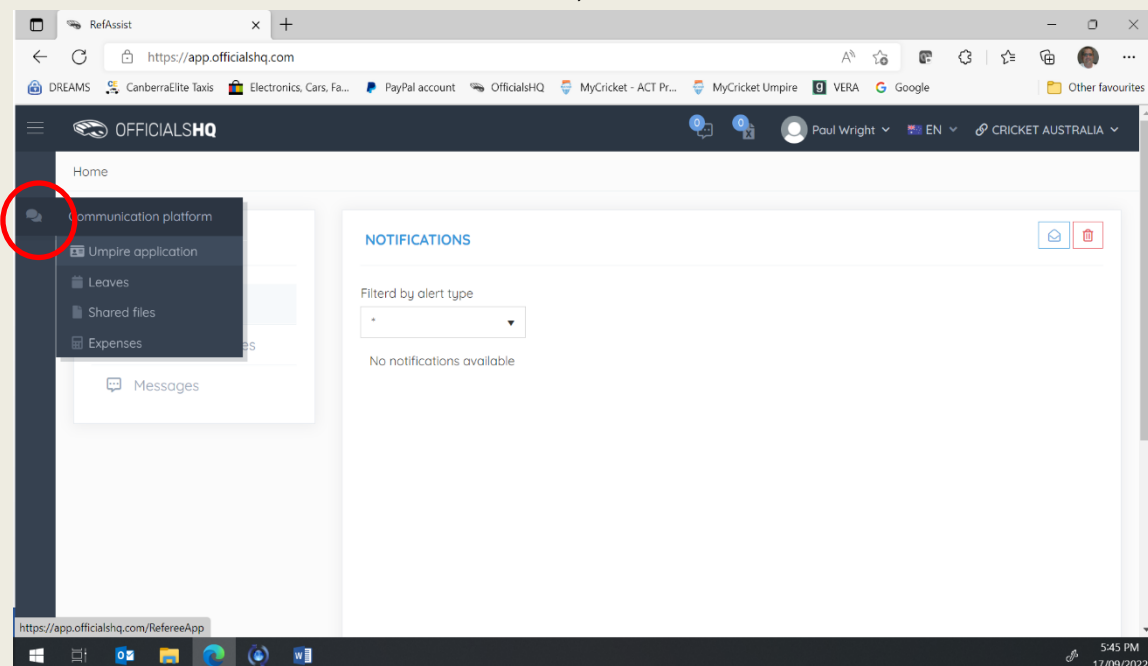 RefAssist
https://app.officialshq.com
DREAMS CanberraElite Taxis Electronics, Cars, Fa... PayPal account OfficialsHQ MyCricket - ACT Pr... MyCricket Umpire VERA Google Other favourites
OFFICIALSHQ 0 0 Paul Wright EN CRICKET AUSTRALIA
Home
Communication platform
Umpire application
Leaves
Shared files
Expenses
es
Messages
NOTIFICATIONS
Filterd by alert type
*
No notifications available
https://app.officialshq.com/RefereeApp
5:45 PM